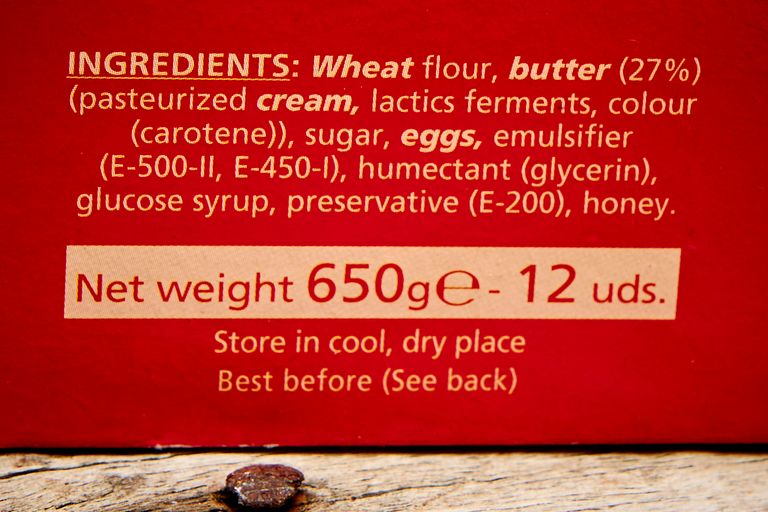 INGREDIENTS: Wheat flour, butter (27%)
(pasteurized cream, lactics ferments, colour
(carotene)), sugar, eggs, emulsifier
(E-500-II, E-450-I), humectant (glycerin),
glucose syrup, preservative (E-200), honey.
Net weight 650g℮ - 12 uds.
Store in cool, dry place
Best before (See back)